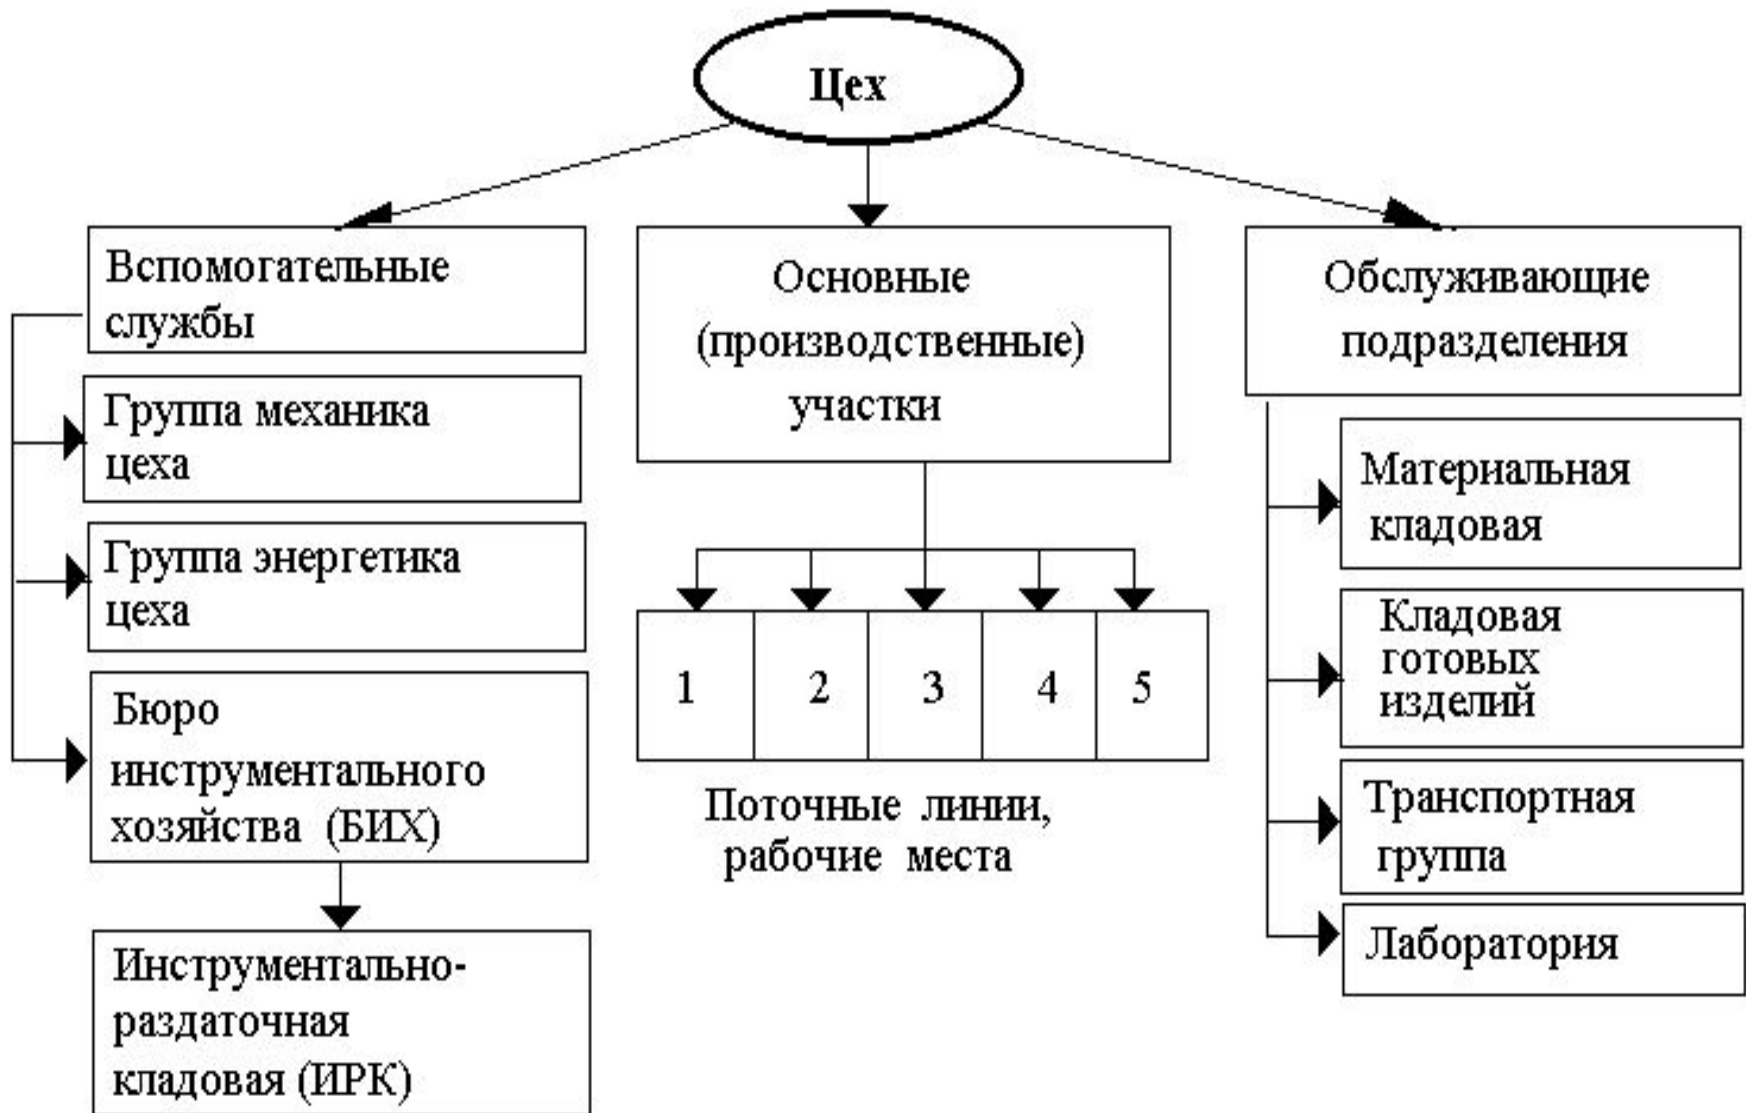 Цех
Вспомогательные
службы
Группа механика
цеха
Группа энергетика
цеха
Бюро
инструментального
хозяйства (БИХ)
Инструментально-
раздаточная
кладовая (ИРК)
Основные
(производственные)
участки
1 2 3 4 5
Поточные линии,
рабочие места
Обслуживающие
подразделения
Материальная
кладовая
Кладовая
готовых
изделий
Транспортная
группа
Лаборатория